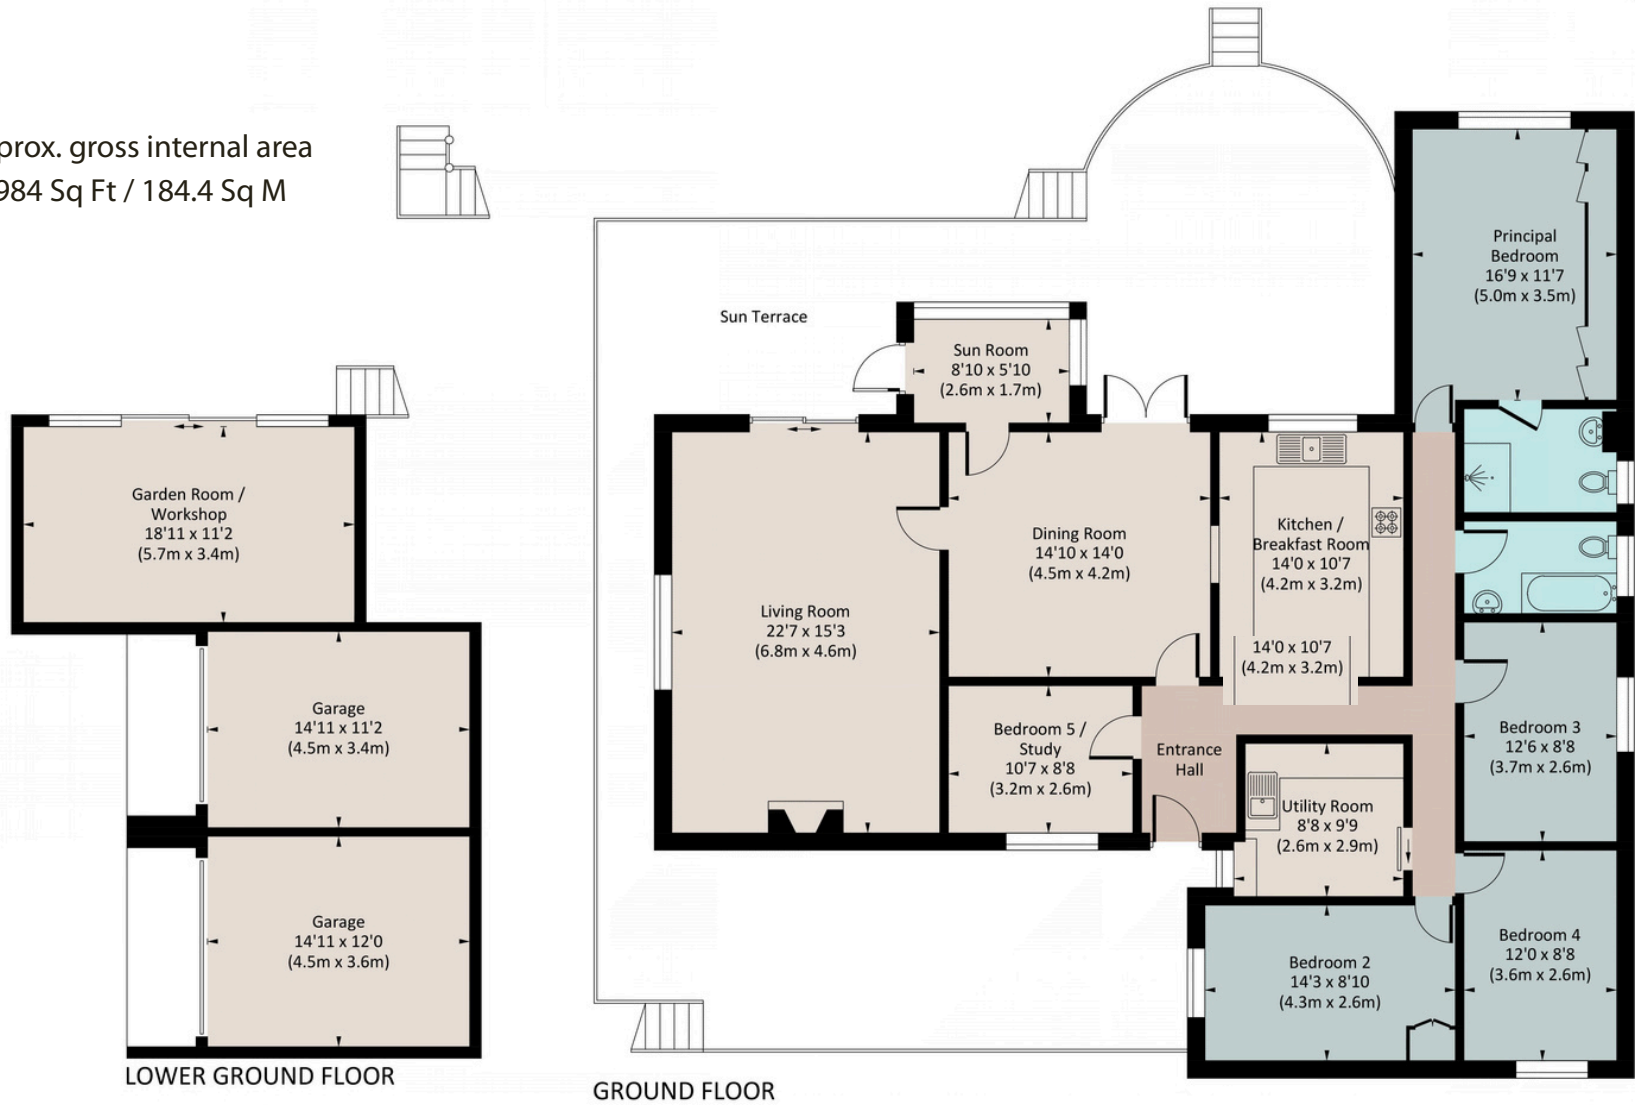 prox. gross internal area
984 Sq Ft / 184.4 Sq M
Sun Terrace
Sun Room
8'10 x 5'10
(2.6m x 1.7m)
Principal
Bedroom
16'9 x 11'7
(5.0m x 3.5m)
Garden Room /
Workshop
18'11 x 11'2
(5.7m x 3.4m)
Dining Room
14'10 x 14'0
(4.5m x 4.2m)
Kitchen /
Breakfast Room
14'0 x 10'7
(4.2m x 3.2m)
14'0 x 10'7
(4.2m x 3.2m)
Living Room
22'7 x 15'3
(6.8m x 4.6m)
Garage
14'11 x 11'2
(4.5m x 3.4m)
Bedroom 5 /
Study
10'7 x 8'8
(3.2m x 2.6m)
Entrance
Hall
Bedroom 3
12'6 x 8'8
(3.7m x 2.6m)
Utility Room
8'8 x 9'9
(2.6m x 2.9m)
Garage
14'11 x 12'0
(4.5m x 3.6m)
Bedroom 2
14'3 x 8'10
(4.3m x 2.6m)
Bedroom 4
12'0 x 8'8
(3.6m x 2.6m)
LOWER GROUND FLOOR
GROUND FLOOR